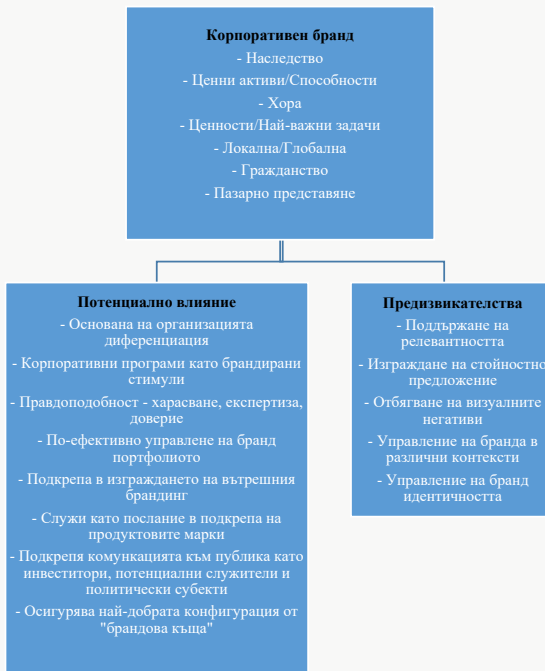 Корпоративен бранд
- Наследство
- Ценни активи/Способности
- Хора
- Ценности/Най-важни задачи
- Локална/Глобална
- Гражданство
- Пазарно представяне
Потенциално влияние
- Основана на организацията
диференциация
- Корпоративни програми като брандирани
стимули
- Правдоподобност - харасване, експертиза,
доверие
- По-ефективно управлене на бранд
портфолиото
- Подкрепа в изграждането на вътрешния
брандинг
- Служи като послание в подкрепа на
продуктовите марки
- Подкрепя комункацията към публика като
инвеститори, потенциални служители и
политически субекти
- Осигурява най-добрата конфигурация от
"брандова къща"
Предизвикателства
- Поддържане на
релевантността
- Изграждане на стойностно
предложение
- Отбягване на визуалните
негативи
- Управление на бранда в
различни контексти
- Управление на бранд
идентичността